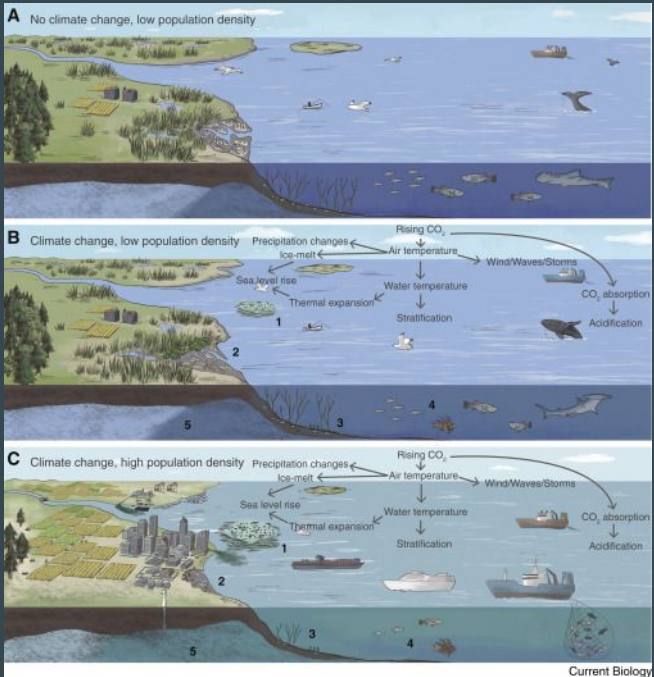 A No climate change, low population density
B Climate change, low population density
Rising CO₂
Precipitation changes
Air temperature
Ice-melt
Wind/Waves/Storms
Sea level rise
Water temperature
CO₂ absorption
Thermal expansion
1
Stratification
Acidification
2
5
3
4
C Climate change, high population density
Rising CO₂
Precipitation changes
Air temperature
Ice-melt
Wind/Waves/Storms
Sea level rise
Water temperature
CO₂ absorption
Thermal expansion
1
Stratification
Acidification
2
3
4
5
Current Biology